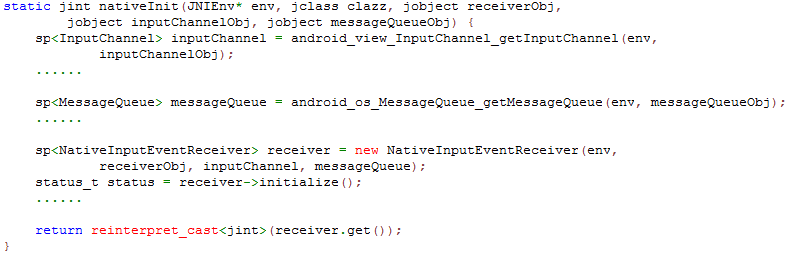 static jint nativeInit(JNIEnv* env, jclass clazz, jobject receiverObj,
        jobject inputChannelObj, jobject messageQueueObj) {
    sp<InputChannel> inputChannel = android_view_InputChannel_getInputChannel(env,
            inputChannelObj);
    ......
    sp<MessageQueue> messageQueue = android_os_MessageQueue_getMessageQueue(env, messageQueueObj);
    ......
    sp<NativeInputEventReceiver> receiver = new NativeInputEventReceiver(env,
            receiverObj, inputChannel, messageQueue);
    status_t status = receiver->initialize();
    ......
    return reinterpret_cast<jint>(receiver.get());
}